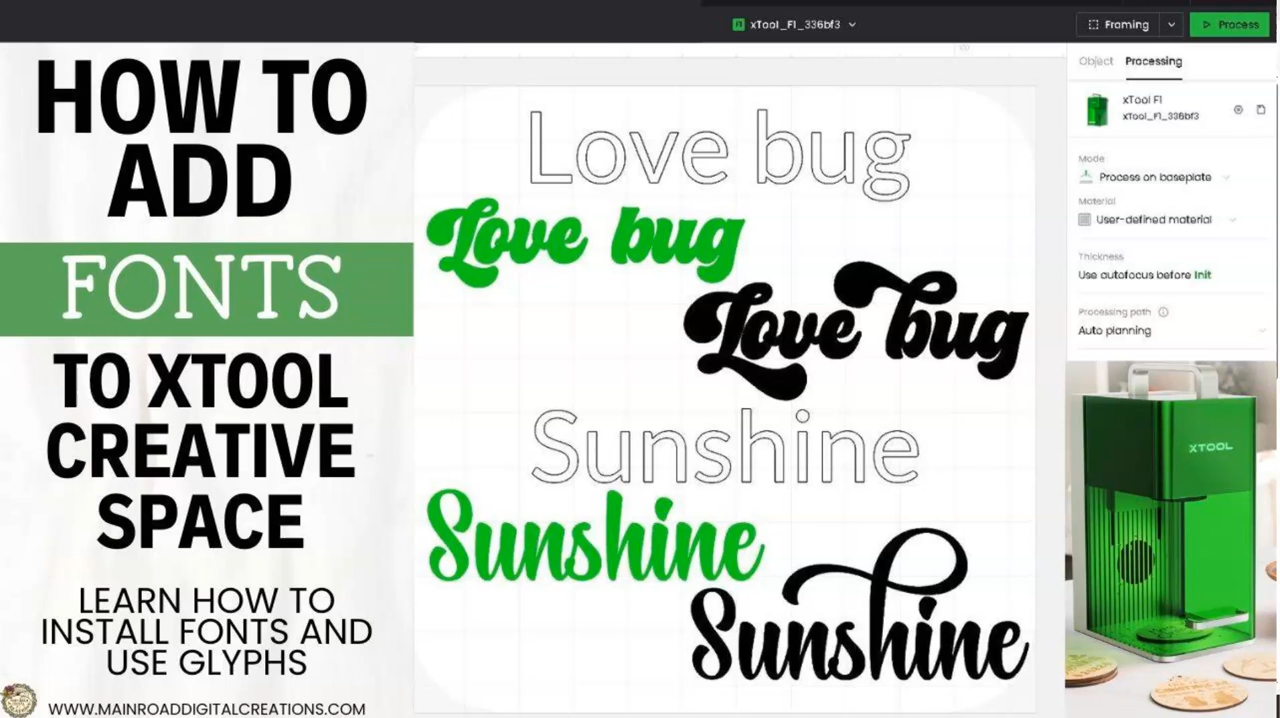 HOW TO
ADD
FONTS
TO XTOOL
CREATIVE
SPACE
LEARN HOW TO
INSTALL FONTS AND
USE GLYPHS
WWW.MAINROADDIGITALCREATIONS.COM
F1 xTool_F1_336bf3
Framing
Process
Love bug
Love bug
Love bug
Sunshine
Sunshine
Sunshine
Object Processing
xTool F1
xTool_F1_336bf3
Mode
Process on baseplate
Material
User-defined material
Thickness
Use autofocus before Init
Processing path
Auto planning
XTOOL